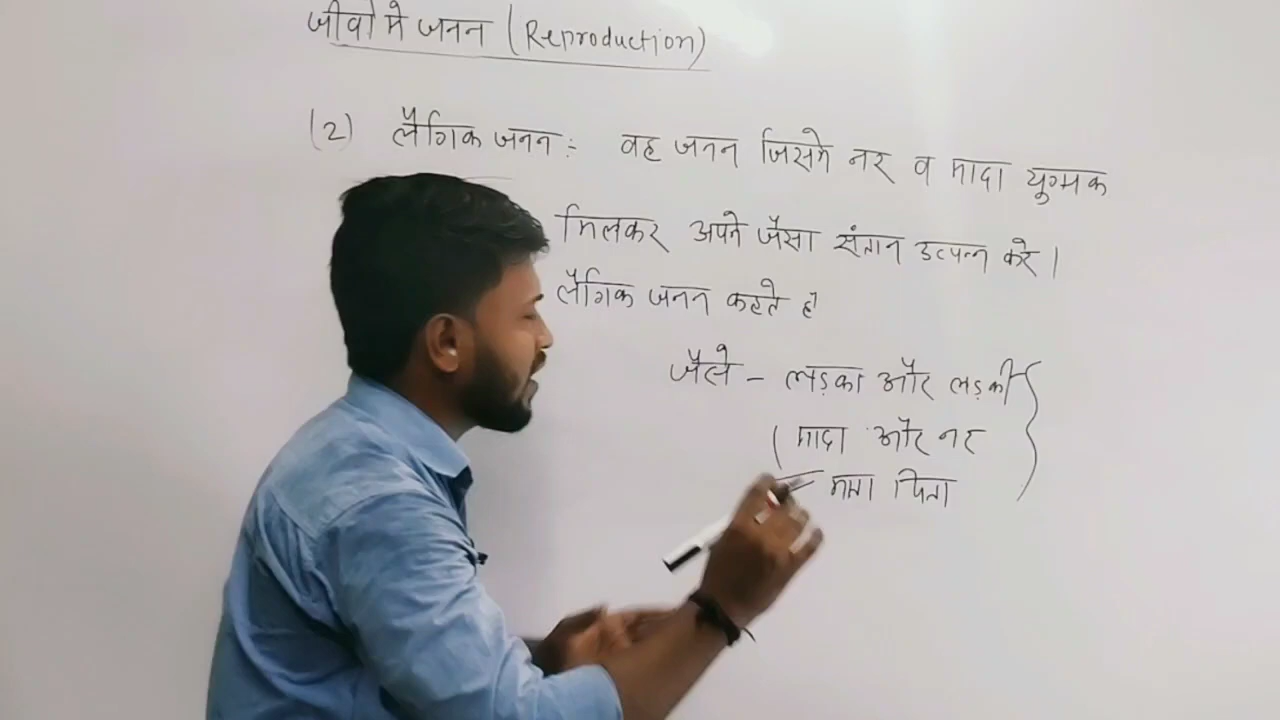 जीवो मे जनन (Reproduction)
(2) लैंगिक जनन :- वह जनन जिसमे नर व मादा युग्मक
मिलकर अपने जैसा संतान उत्पन्न करे।
लैंगिक जनन कहते है
जैसे - लड़का और लड़की
(मादा और नर
माता पिता